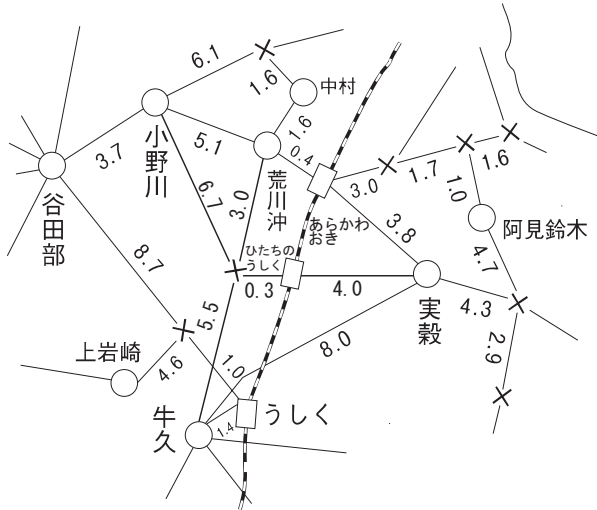 6.1
1.6
中村
小野川
5.1
1.6
荒川沖
0.4
3.7
谷田部
6.7
3.0
あらかわ
おき
3.0
1.7
1.6
1.0
阿見鈴木
3.8
4.7
8.7
ひたちの
うしく
0.3
4.0
実穀
4.3
2.9
5.5
上岩崎
4.6
1.0
8.0
牛久
1.4
うしく